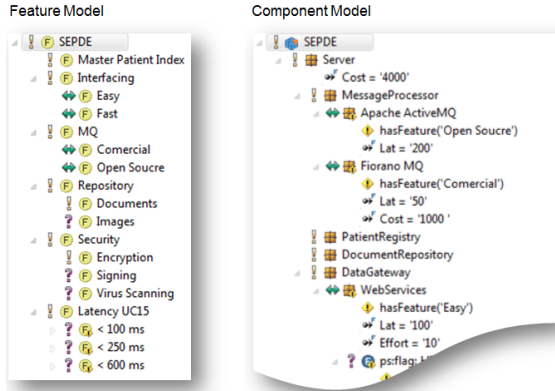 Feature Model
SEPDE
Master Patient Index
Interfacing
Easy
Fast
MQ
Comercial
Open Soucre
Repository
Documents
Images
Security
Encryption
Signing
Virus Scanning
Latency UC15
< 100 ms
< 250 ms
< 600 ms
Component Model
SEPDE
Server
Cost = '4000'
MessageProcessor
Apache ActiveMQ
hasFeature('Open Soucre')
Lat = '200'
Fiorano MQ
hasFeature('Comercial')
Lat = '50'
Cost = '1000 '
PatientRegistry
DocumentRepository
DataGateway
WebServices
hasFeature('Easy')
Lat = '100'
Effort = '10'
ps:flag: